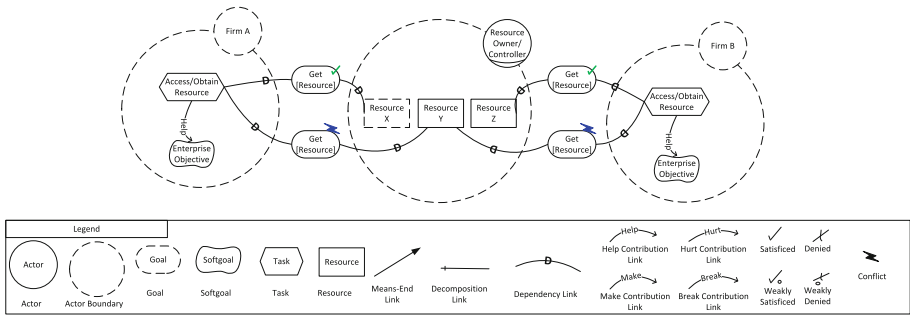 Firm A
Resource
Owner/
Controller
Firm B
Access/Obtain
Resource
D
Get
[Resource]
D
Help
Enterprise
Objective
D
Get
[Resource]
D
Resource
X
Resource
Y
Resource
Z
D
Get
[Resource]
D
D
Get
[Resource]
D
Access/Obtain
Resource
Help
Enterprise
Objective
Legend
Actor
Actor
Actor Boundary
Goal
Goal
Softgoal
Softgoal
Task
Task
Resource
Resource
Means-End
Link
Decomposition
Link
D
Dependency Link
Help
Help Contribution
Link
Hurt
Hurt Contribution
Link
Make
Make Contribution
Link
Break
Break Contribution
Link
Satisficed
Denied
Weakly
Satisficed
Weakly
Denied
Conflict